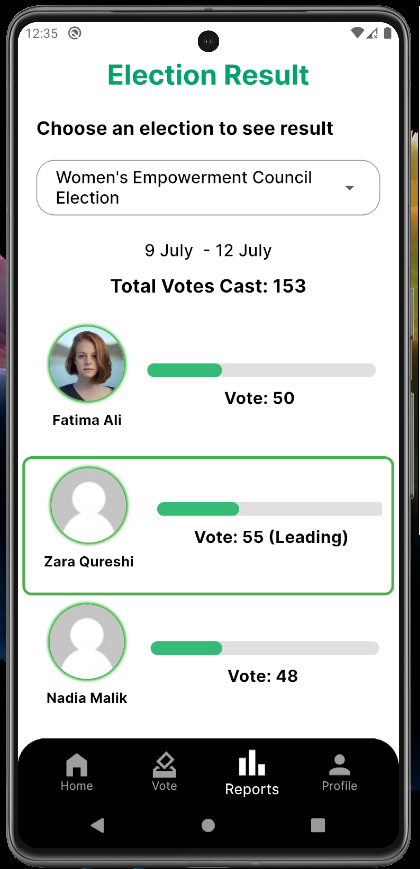 12:35
Election Result
Choose an election to see result
Women's Empowerment Council
Election
9 July - 12 July
Total Votes Cast: 153
Vote: 50
Fatima Ali
Vote: 55 (Leading)
Zara Qureshi
Vote: 48
Nadia Malik
Home
Vote
Reports
Profile